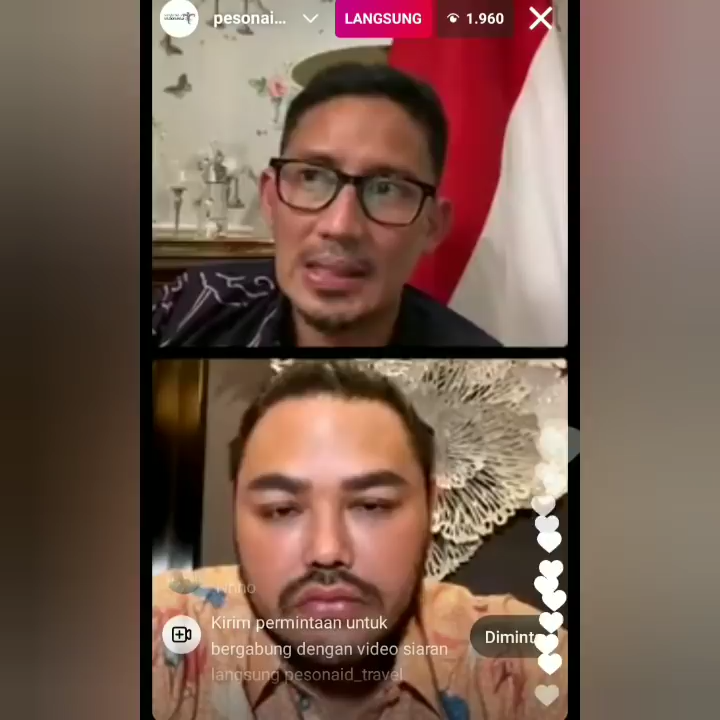 pesonai...
LANGSUNG
1.960
Kirim permintaan untuk
bergabung dengan video siaran
langsung pesonaid_travel
Dimint